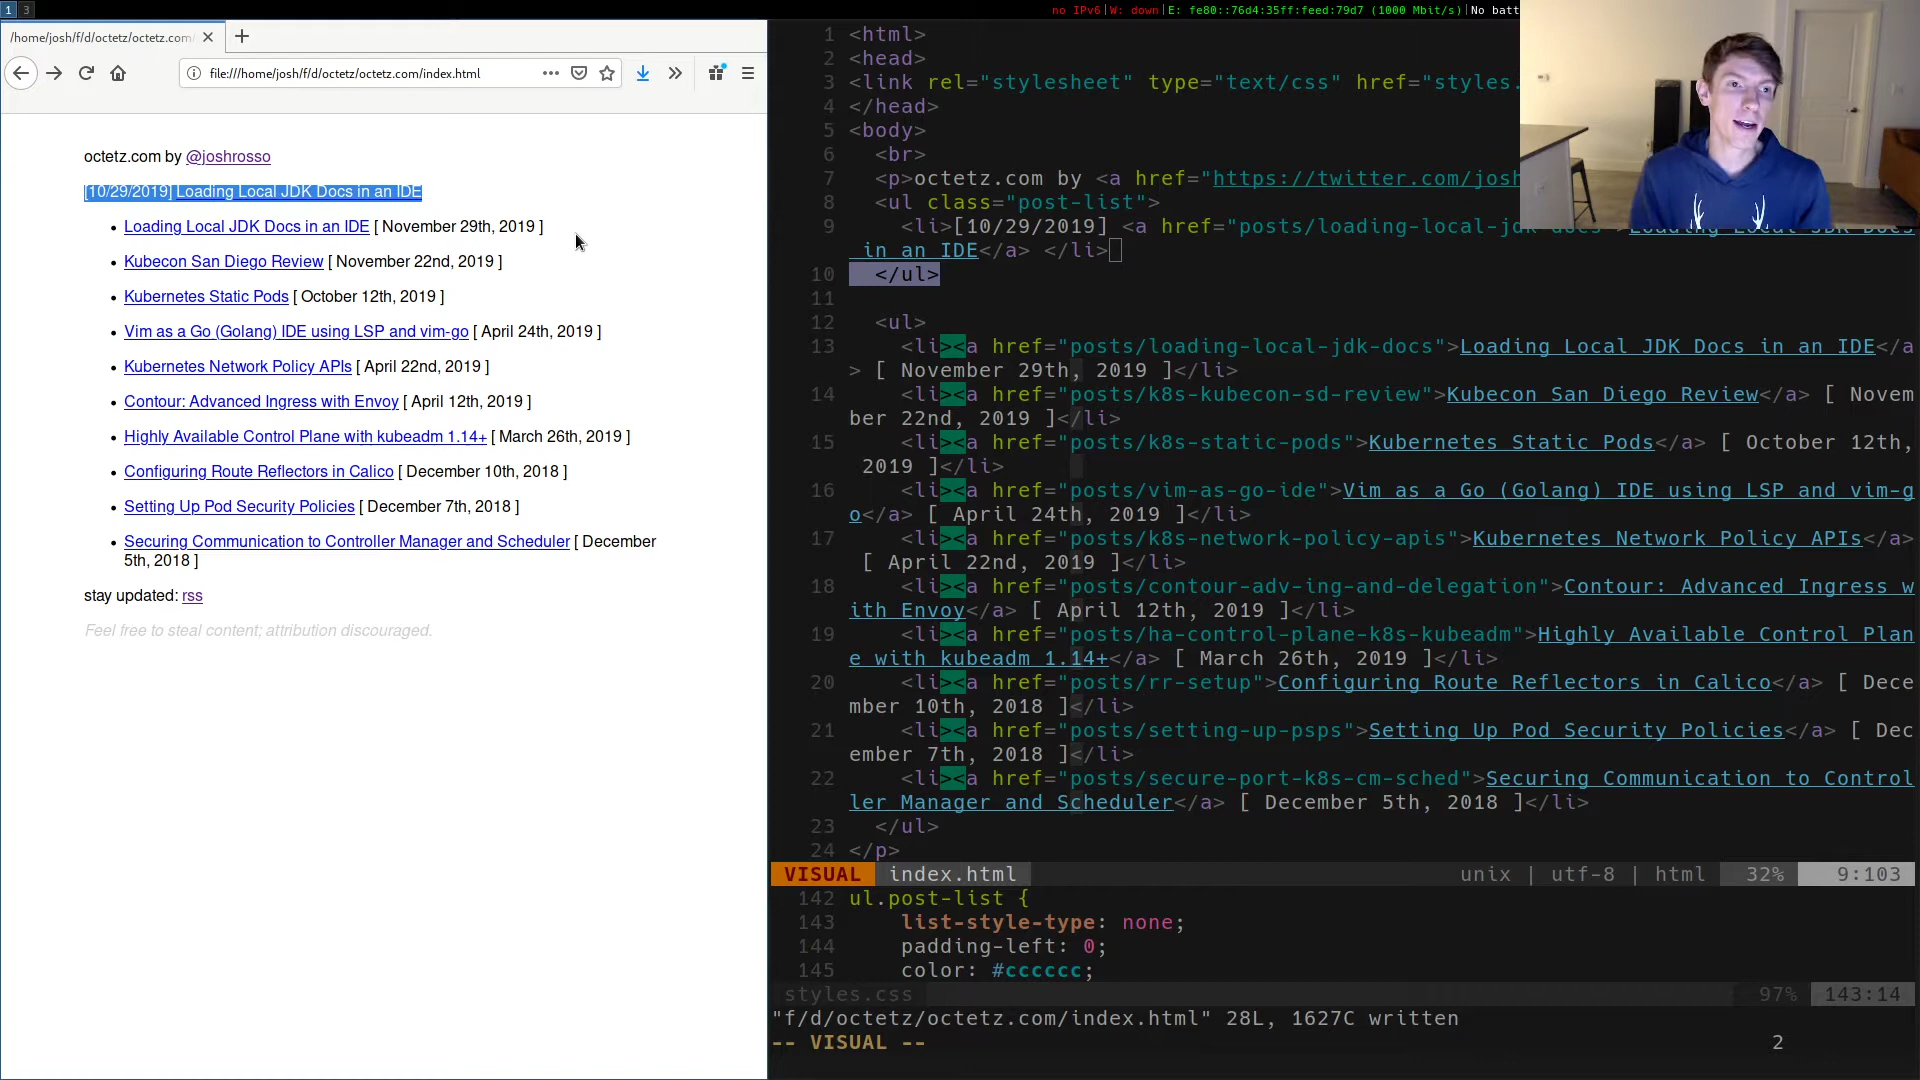 1 3
no IPv6|W: down|E: fe80::76d4:35ff:feed:79d7 (1000 Mbit/s)|No batt
/home/josh/f/d/octetz/octetz.com/
file:///home/josh/f/d/octetz/octetz.com/index.html
octetz.com by @joshrosso
[10/29/2019] Loading Local JDK Docs in an IDE
• Loading Local JDK Docs in an IDE [ November 29th, 2019 ]
• Kubecon San Diego Review [ November 22nd, 2019 ]
• Kubernetes Static Pods [ October 12th, 2019 ]
• Vim as a Go (Golang) IDE using LSP and vim-go [ April 24th, 2019 ]
• Kubernetes Network Policy APIs [ April 22nd, 2019 ]
• Contour: Advanced Ingress with Envoy [ April 12th, 2019 ]
• Highly Available Control Plane with kubeadm 1.14+ [ March 26th, 2019 ]
• Configuring Route Reflectors in Calico [ December 10th, 2018 ]
• Setting Up Pod Security Policies [ December 7th, 2018 ]
• Securing Communication to Controller Manager and Scheduler [ December
5th, 2018 ]
stay updated: rss
Feel free to steal content; attribution discouraged.
1 <html>
2 <head>
3 <link rel="stylesheet" type="text/css" href="styles.
4 </head>
5 <body>
6 <br>
7 <p>octetz.com by <a href="https://twitter.com/josh
8 <ul class="post-list">
9 <li>[10/29/2019] <a href="posts/loading-local-jdk-docs">Loading Local JDK Docs
in an IDE</a> </li>
10 </ul>
11
12 <ul>
13 <li><a href="posts/loading-local-jdk-docs">Loading Local JDK Docs in an IDE</a
> [ November 29th, 2019 ]</li>
14 <li><a href="posts/k8s-kubecon-sd-review">Kubecon San Diego Review</a> [ Novem
ber 22nd, 2019 ]</li>
15 <li><a href="posts/k8s-static-pods">Kubernetes Static Pods</a> [ October 12th,
2019 ]</li>
16 <li><a href="posts/vim-as-go-ide">Vim as a Go (Golang) IDE using LSP and vim-g
o</a> [ April 24th, 2019 ]</li>
17 <li><a href="posts/k8s-network-policy-apis">Kubernetes Network Policy APIs</a>
[ April 22nd, 2019 ]</li>
18 <li><a href="posts/contour-adv-ing-and-delegation">Contour: Advanced Ingress w
ith Envoy</a> [ April 12th, 2019 ]</li>
19 <li><a href="posts/ha-control-plane-k8s-kubeadm">Highly Available Control Plan
e with kubeadm 1.14+</a> [ March 26th, 2019 ]</li>
20 <li><a href="posts/rr-setup">Configuring Route Reflectors in Calico</a> [ Dece
mber 10th, 2018 ]</li>
21 <li><a href="posts/setting-up-psps">Setting Up Pod Security Policies</a> [ Dec
ember 7th, 2018 ]</li>
22 <li><a href="posts/secure-port-k8s-cm-sched">Securing Communication to Control
ler Manager and Scheduler</a> [ December 5th, 2018 ]</li>
23 </ul>
24 </p>
VISUAL index.html unix | utf-8 | html 32% 9:103
142 ul.post-list {
143 list-style-type: none;
144 padding-left: 0;
145 color: #cccccc;
styles.css 97% 143:14
"f/d/octetz/octetz.com/index.html" 28L, 1627C written
-- VISUAL -- 2